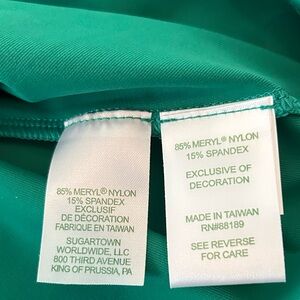 85% MERYL® NYLON
15% SPANDEX
EXCLUSIF
DE DÉCORATION
FABRIQUE EN TAIWAN
SUGARTOWN
WORLDWIDE, LLC
800 THIRD AVENUE
KING OF PRUSSIA, PA
85% MERYL® NYLON
15% SPANDEX
EXCLUSIVE OF
DECORATION
MADE IN TAIWAN
RN#68189
SEE REVERSE
FOR CARE